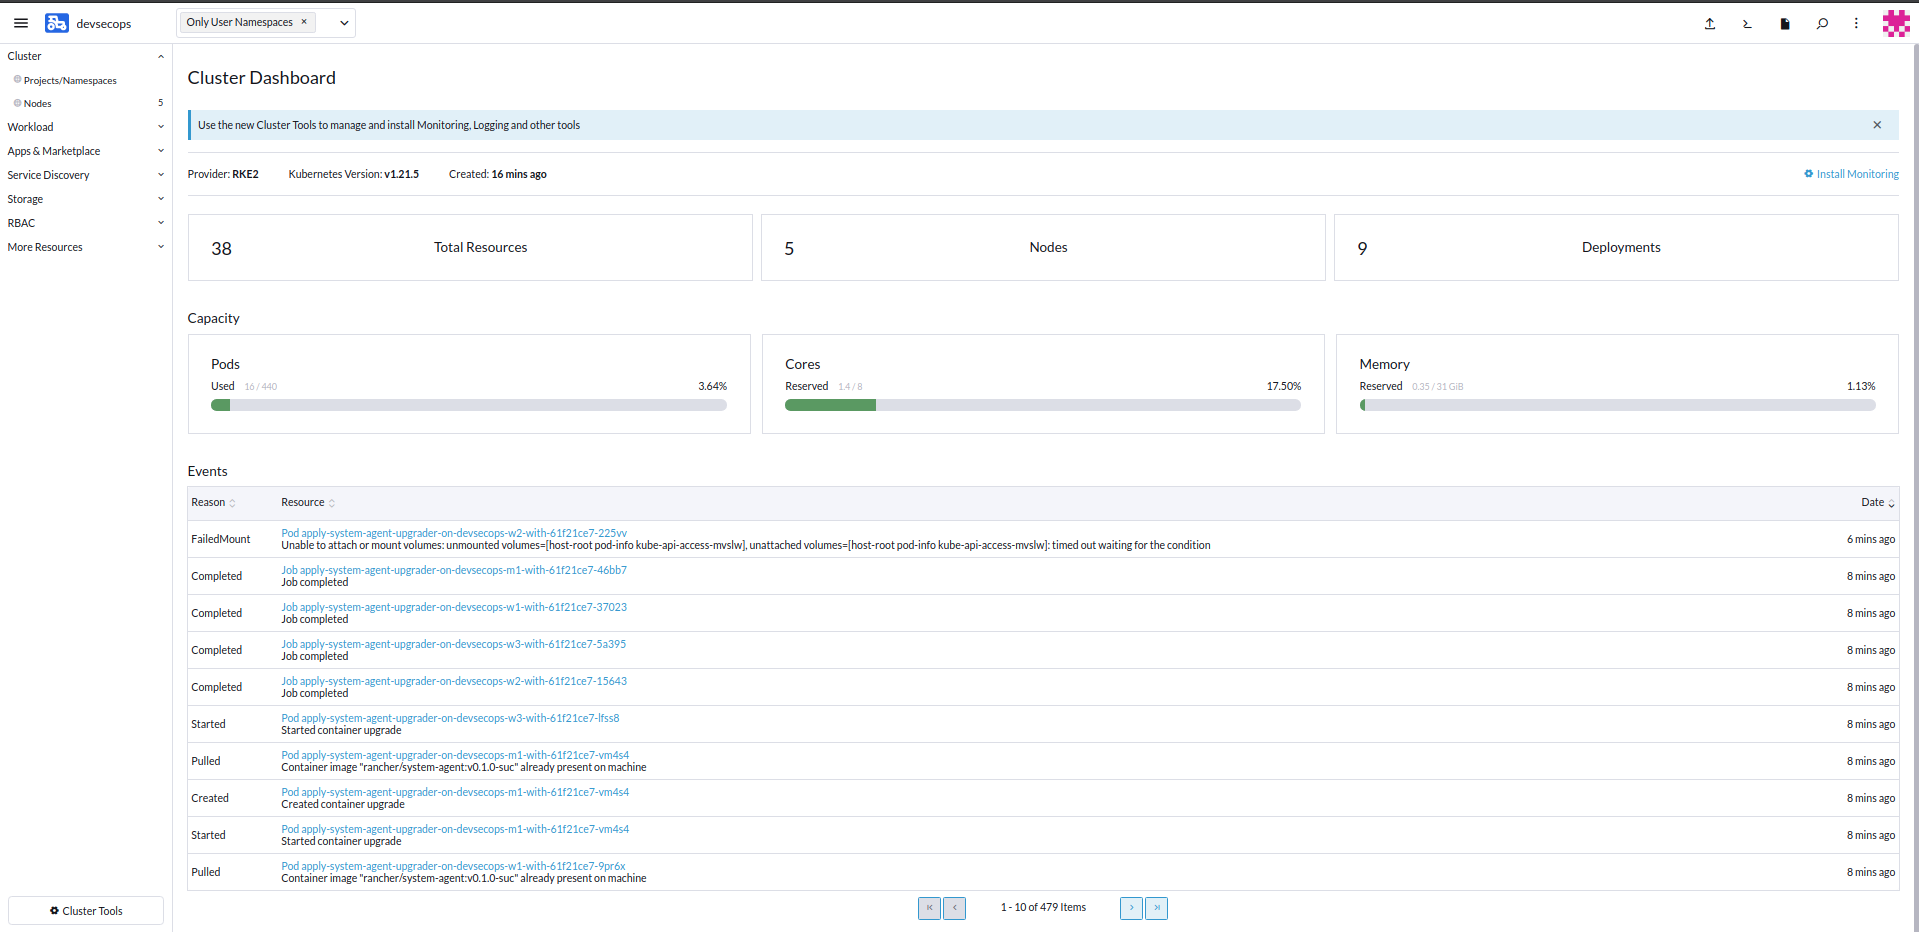 devsecops
Only User Namespaces ×
Cluster
Projects/Namespaces
Nodes 5
Workload
Apps & Marketplace
Service Discovery
Storage
RBAC
More Resources
Cluster Tools
Cluster Dashboard
Use the new Cluster Tools to manage and install Monitoring, Logging and other tools
Provider: RKE2 Kubernetes Version: v1.21.5 Created: 16 mins ago Install Monitoring
38 Total Resources
5 Nodes
9 Deployments
Capacity
Pods
Used 16 / 440 3.64%
Cores
Reserved 1.4 / 8 17.50%
Memory
Reserved 0.35 / 31 GiB 1.13%
Events
Reason Resource Date
FailedMount Pod apply-system-agent-upgrader-on-devsecops-w2-with-61f21ce7-225vv 6 mins ago
Unable to attach or mount volumes: unmounted volumes=[host-root pod-info kube-api-access-mvslw], unattached volumes=[host-root pod-info kube-api-access-mvslw]: timed out waiting for the condition
Completed Job apply-system-agent-upgrader-on-devsecops-m1-with-61f21ce7-46bb7 8 mins ago
Job completed
Completed Job apply-system-agent-upgrader-on-devsecops-w1-with-61f21ce7-37023 8 mins ago
Job completed
Completed Job apply-system-agent-upgrader-on-devsecops-w3-with-61f21ce7-5a395 8 mins ago
Job completed
Completed Job apply-system-agent-upgrader-on-devsecops-w2-with-61f21ce7-15643 8 mins ago
Job completed
Started Pod apply-system-agent-upgrader-on-devsecops-w3-with-61f21ce7-lfss8 8 mins ago
Started container upgrade
Pulled Pod apply-system-agent-upgrader-on-devsecops-m1-with-61f21ce7-vm4s4 8 mins ago
Container image "rancher/system-agent:v0.1.0-suc" already present on machine
Created Pod apply-system-agent-upgrader-on-devsecops-m1-with-61f21ce7-vm4s4 8 mins ago
Created container upgrade
Started Pod apply-system-agent-upgrader-on-devsecops-m1-with-61f21ce7-vm4s4 8 mins ago
Started container upgrade
Pulled Pod apply-system-agent-upgrader-on-devsecops-w1-with-61f21ce7-9pr6x 8 mins ago
Container image "rancher/system-agent:v0.1.0-suc" already present on machine
1 - 10 of 479 Items